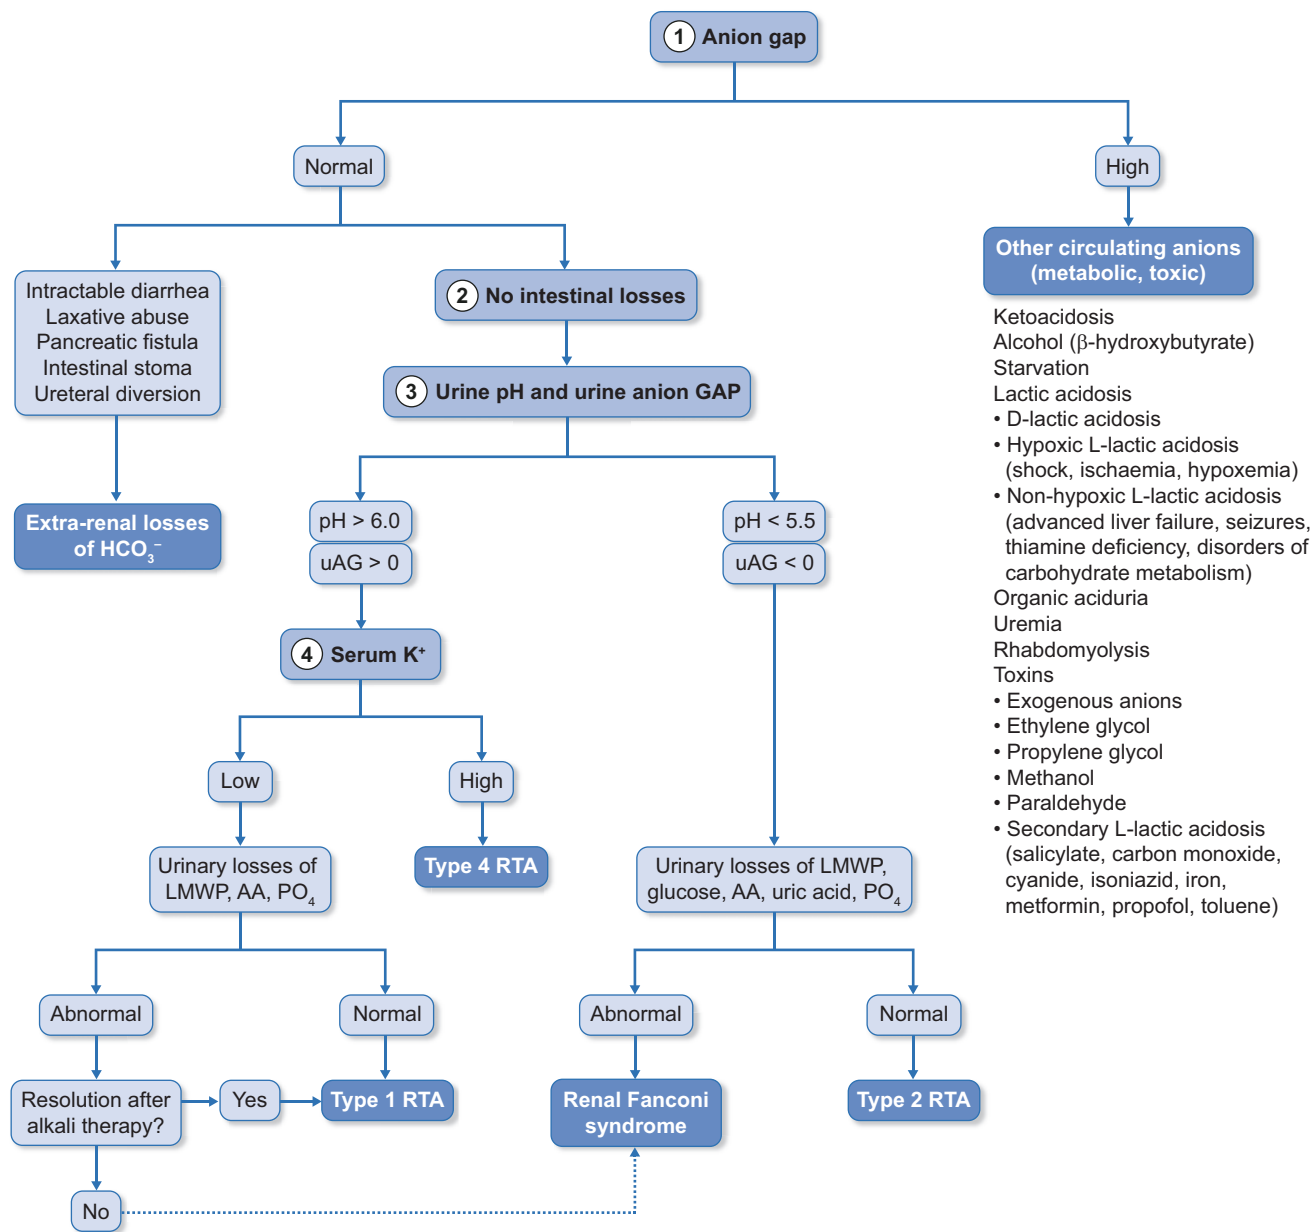 1 Anion gap
Normal
High
Intractable diarrhea
Laxative abuse
Pancreatic fistula
Intestinal stoma
Ureteral diversion
Extra-renal losses
of HCO₃⁻
2 No intestinal losses
3 Urine pH and urine anion GAP
pH > 6.0
uAG > 0
pH < 5.5
uAG < 0
4 Serum K⁺
Low
High
Type 4 RTA
Urinary losses of
LMWP, AA, PO₄
Urinary losses of LMWP,
glucose, AA, uric acid, PO₄
Abnormal
Normal
Abnormal
Normal
Resolution after
alkali therapy?
Yes
Type 1 RTA
No
Renal Fanconi
syndrome
Type 2 RTA
Other circulating anions
(metabolic, toxic)
Ketoacidosis
Alcohol (β-hydroxybutyrate)
Starvation
Lactic acidosis
• D-lactic acidosis
• Hypoxic L-lactic acidosis
(shock, ischaemia, hypoxemia)
• Non-hypoxic L-lactic acidosis
(advanced liver failure, seizures,
thiamine deficiency, disorders of
carbohydrate metabolism)
Organic aciduria
Uremia
Rhabdomyolysis
Toxins
• Exogenous anions
• Ethylene glycol
• Propylene glycol
• Methanol
• Paraldehyde
• Secondary L-lactic acidosis
(salicylate, carbon monoxide,
cyanide, isoniazid, iron,
metformin, propofol, toluene)